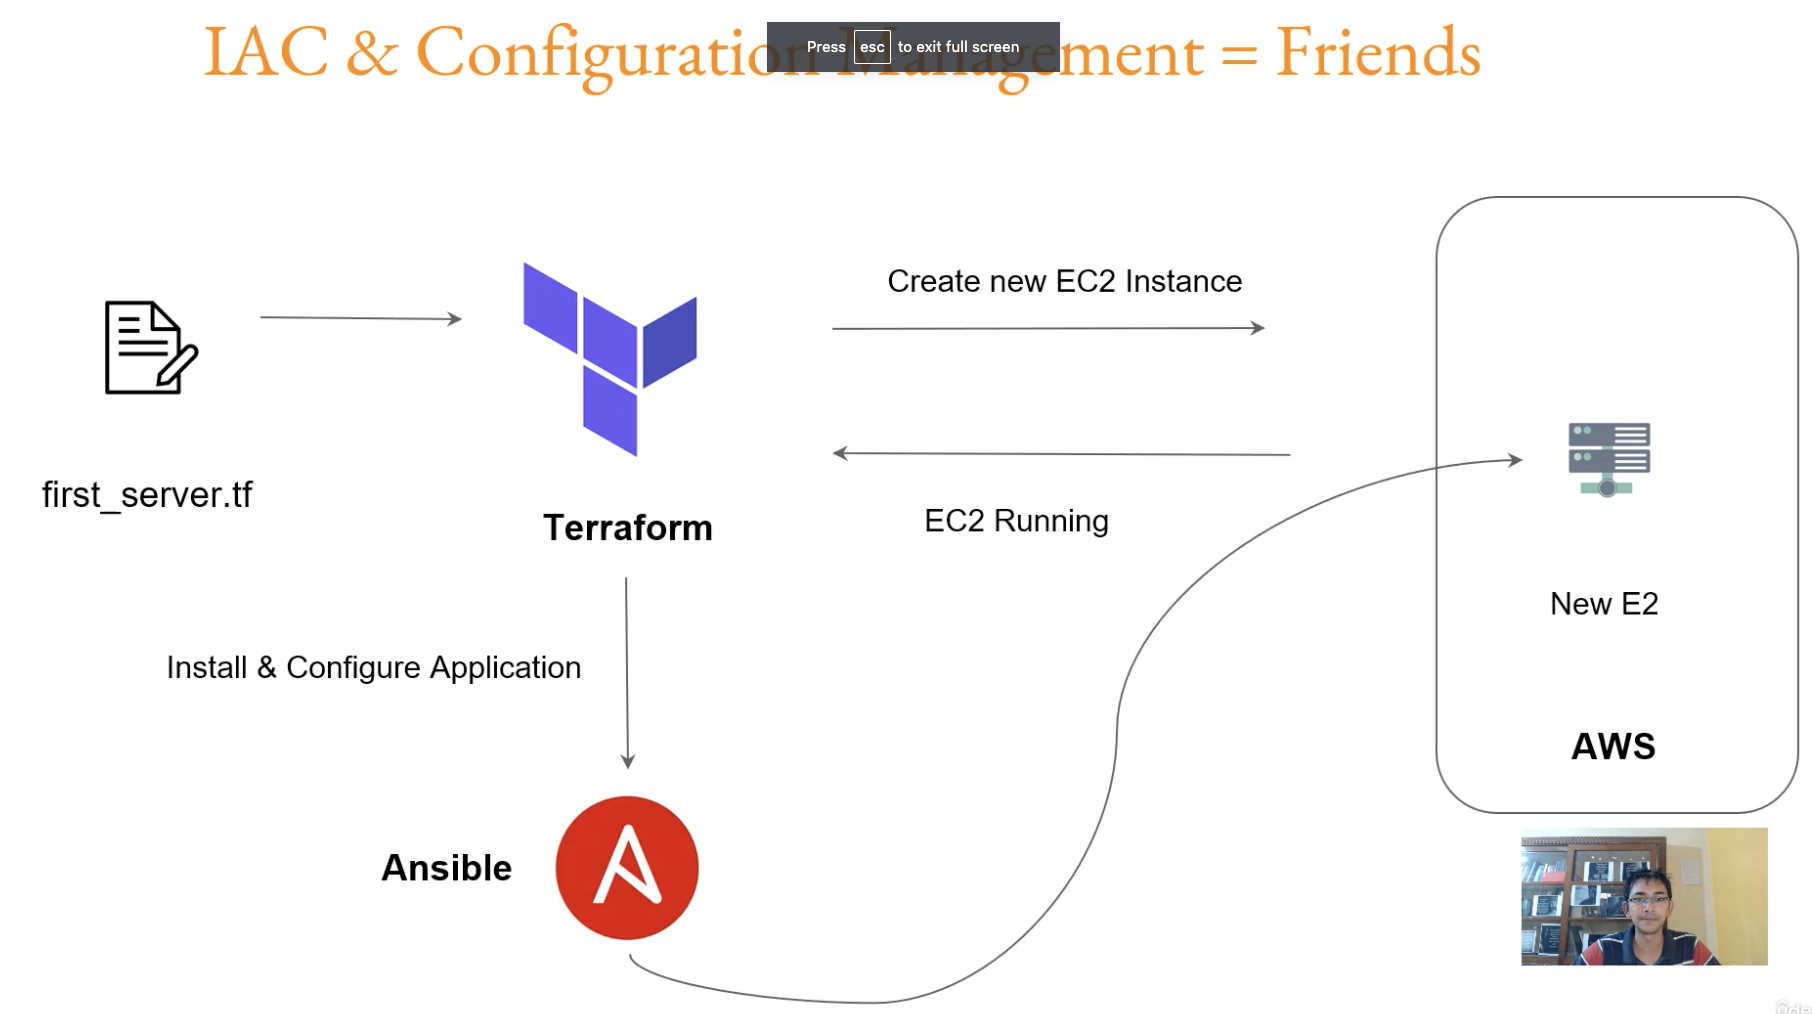 IAC & Configuration Management = Friends
Press esc to exit full screen
Create new EC2 Instance
first_server.tf
Terraform
EC2 Running
New E2
Install & Configure Application
AWS
Ansible